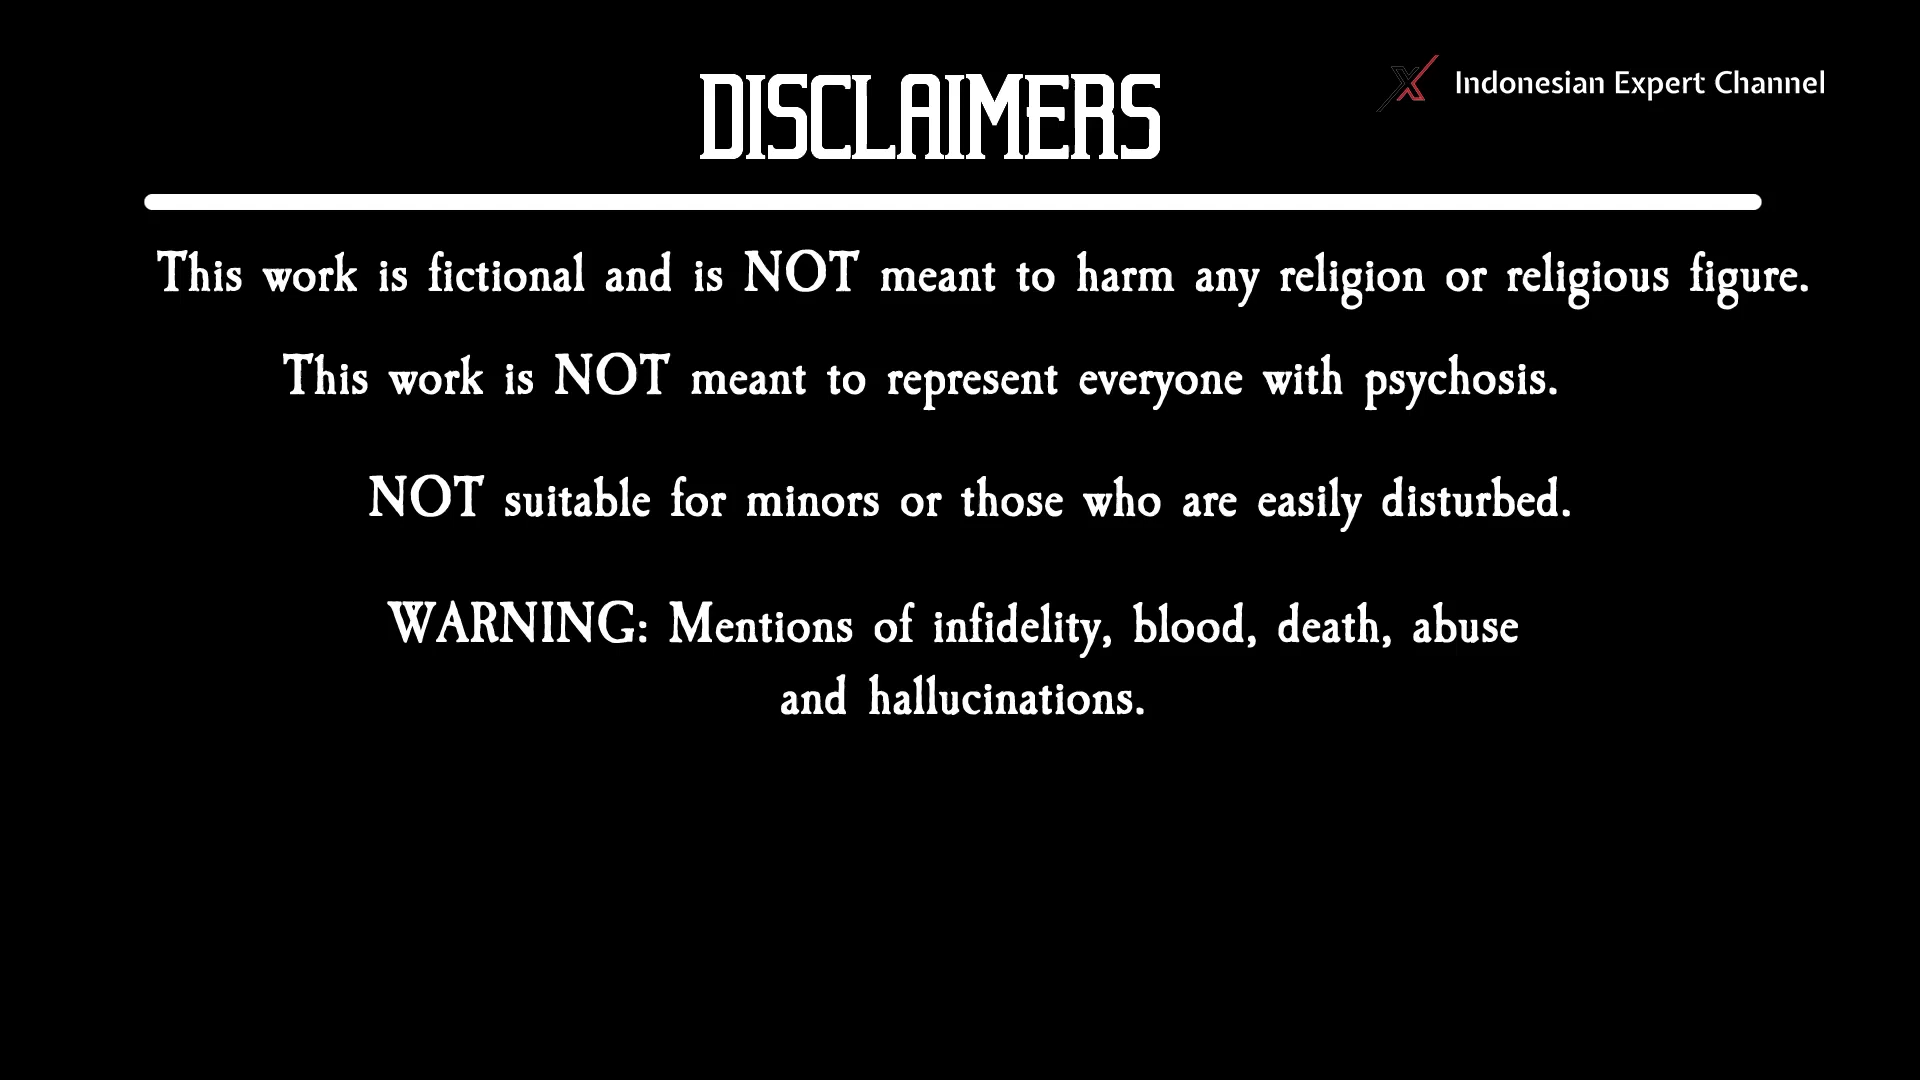 DISCLAIMERS
Indonesian Expert Channel
This work is fictional and is NOT meant to harm any religion or religious figure.
This work is NOT meant to represent everyone with psychosis.
NOT suitable for minors or those who are easily disturbed.
WARNING: Mentions of infidelity, blood, death, abuse
and hallucinations.